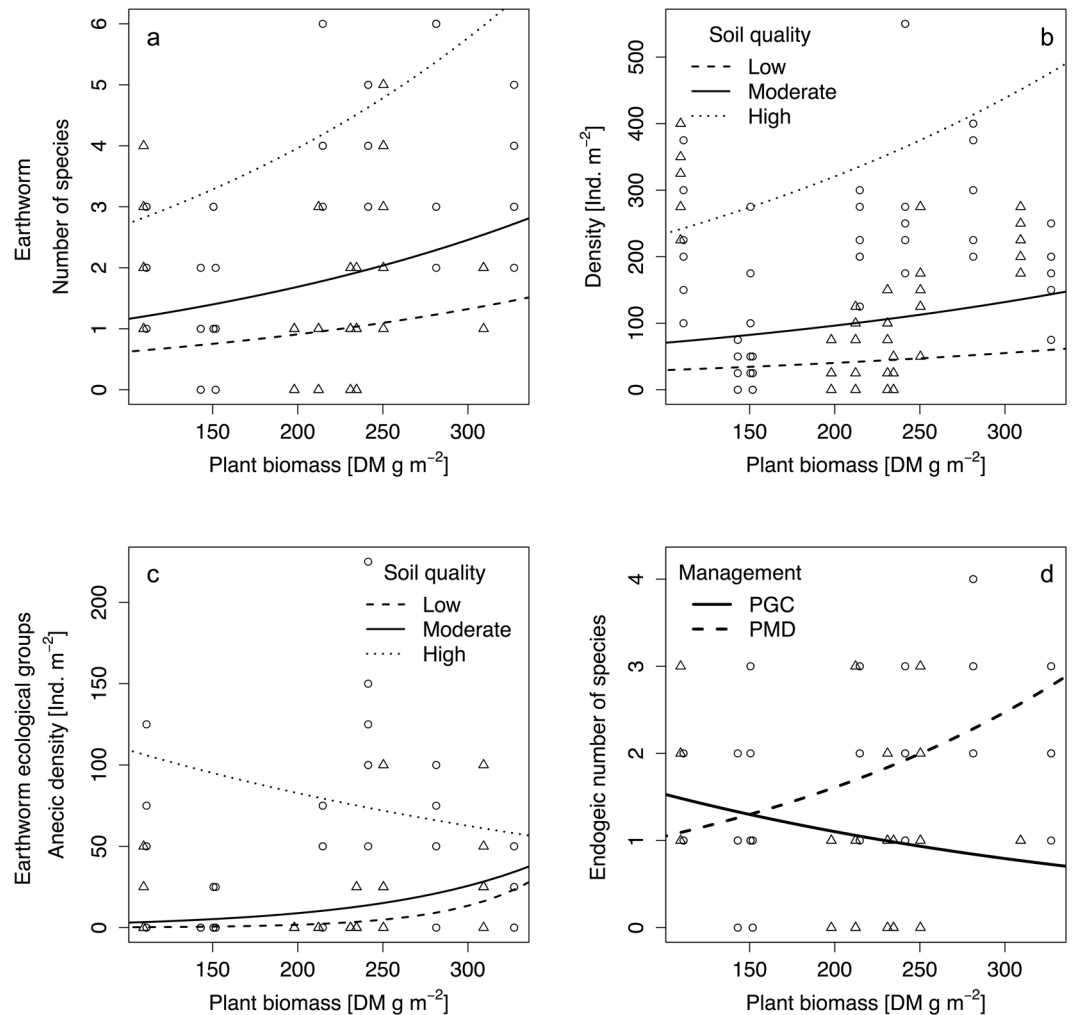 a
Earthworm
Number of species
0 1 2 3 4 5 6
150 200 250 300
Plant biomass [DM g m⁻²]
b
Soil quality
Low
Moderate
High
Density [Ind. m⁻²]
0 100 200 300 400 500
150 200 250 300
Plant biomass [DM g m⁻²]
c
Soil quality
Low
Moderate
High
Earthworm ecological groups
Anecic density [Ind. m⁻²]
0 50 100 150 200
150 200 250 300
Plant biomass [DM g m⁻²]
d
Management
PGC
PMD
Endogeic number of species
0 1 2 3 4
150 200 250 300
Plant biomass [DM g m⁻²]